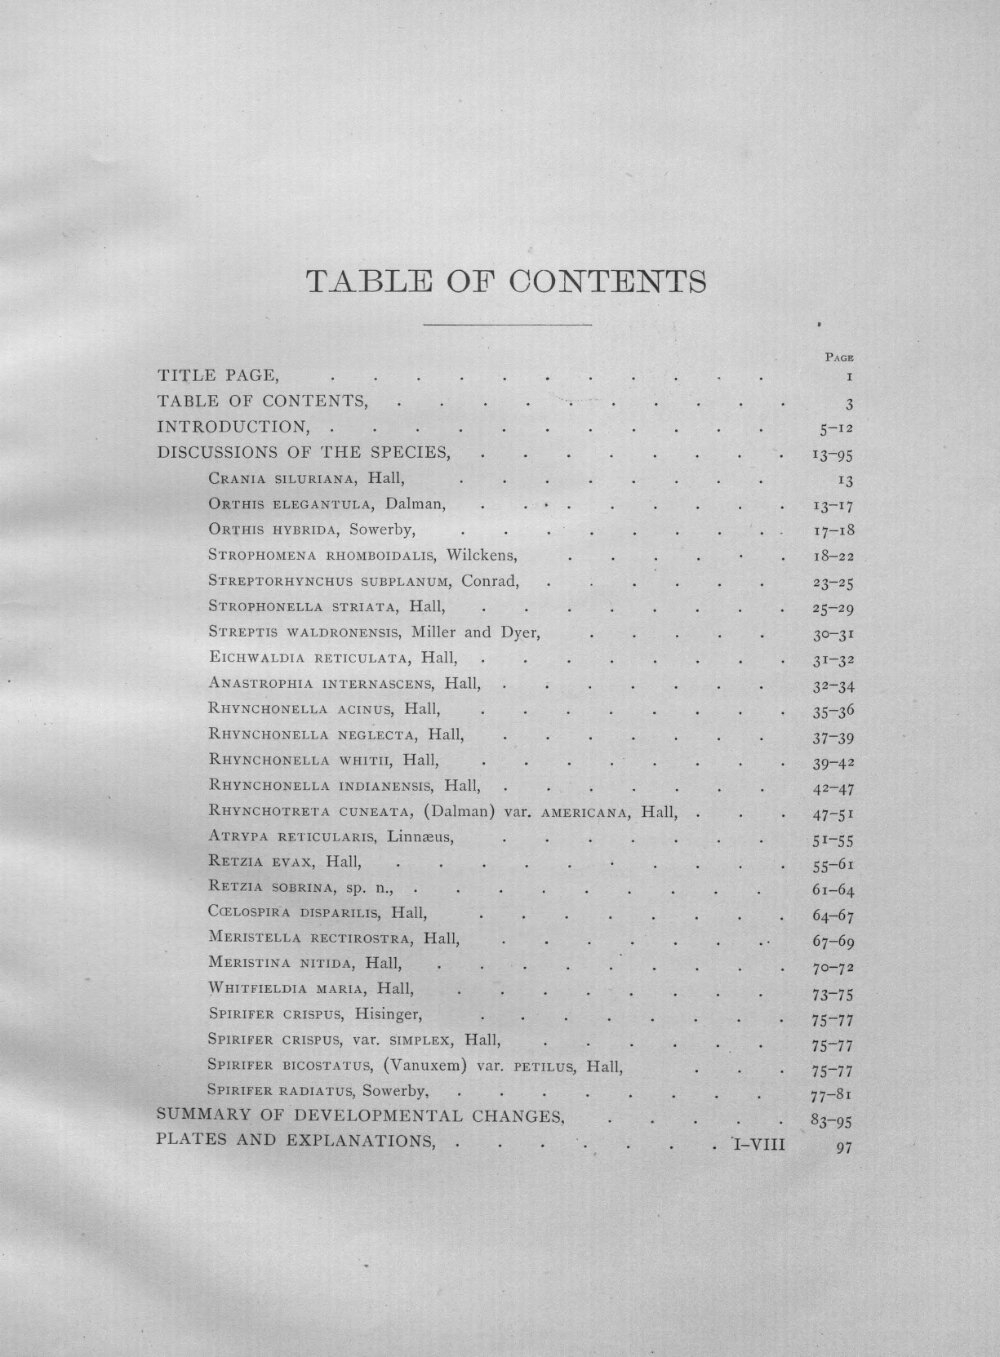 TABLE OF CONTENTS
PAGE
TITLE PAGE, . . . . . . . . . . . 1
TABLE OF CONTENTS, . . . . . . . . . . 3
INTRODUCTION, . . . . . . . . . . . 5–12
DISCUSSIONS OF THE SPECIES, . . . . . . . . 13–95
CRANIA SILURIANA, Hall, . . . . . . . . 13
ORTHIS ELEGANTULA, Dalman, . . . . . . . . 13–17
ORTHIS HYBRIDA, Sowerby, . . . . . . . . 17–18
STROPHOMENA RHOMBOIDALIS, Wilckens, . . . . . . 18–22
STREPTORHYNCHUS SUBPLANUM, Conrad, . . . . . . 23–25
STROPHONELLA STRIATA, Hall, . . . . . . . . 25–29
STREPTIS WALDRONENSIS, Miller and Dyer, . . . . . 30–31
EICHWALDIA RETICULATA, Hall, . . . . . . . . 31–32
ANASTROPHIA INTERNASCENS, Hall, . . . . . . . 32–34
RHYNCHONELLA ACINUS, Hall, . . . . . . . . 35–36
RHYNCHONELLA NEGLECTA, Hall, . . . . . . . 37–39
RHYNCHONELLA WHITII, Hall, . . . . . . . . 39–42
RHYNCHONELLA INDIANENSIS, Hall, . . . . . . . 42–47
RHYNCHOTRETA CUNEATA, (Dalman) var. AMERICANA, Hall, . . . 47–51
ATRYPA RETICULARIS, Linnæus, . . . . . . . 51–55
RETZIA EVAX, Hall, . . . . . . . . . . 55–61
RETZIA SOBRINA, sp. n., . . . . . . . . . 61–64
CŒLOSPIRA DISPARILIS, Hall, . . . . . . . . 64–67
MERISTELLA RECTIROSTRA, Hall, . . . . . . . 67–69
MERISTINA NITIDA, Hall, . . . . . . . . . 70–72
WHITFIELDIA MARIA, Hall, . . . . . . . . 73–75
SPIRIFER CRISPUS, Hisinger, . . . . . . . . 75–77
SPIRIFER CRISPUS, var. SIMPLEX, Hall, . . . . . . 75–77
SPIRIFER BICOSTATUS, (Vanuxem) var. PETILUS, Hall, . . . 75–77
SPIRIFER RADIATUS, Sowerby, . . . . . . . . 77–81
SUMMARY OF DEVELOPMENTAL CHANGES, . . . . . 83–95
PLATES AND EXPLANATIONS, . . . . . . . I–VIII 97